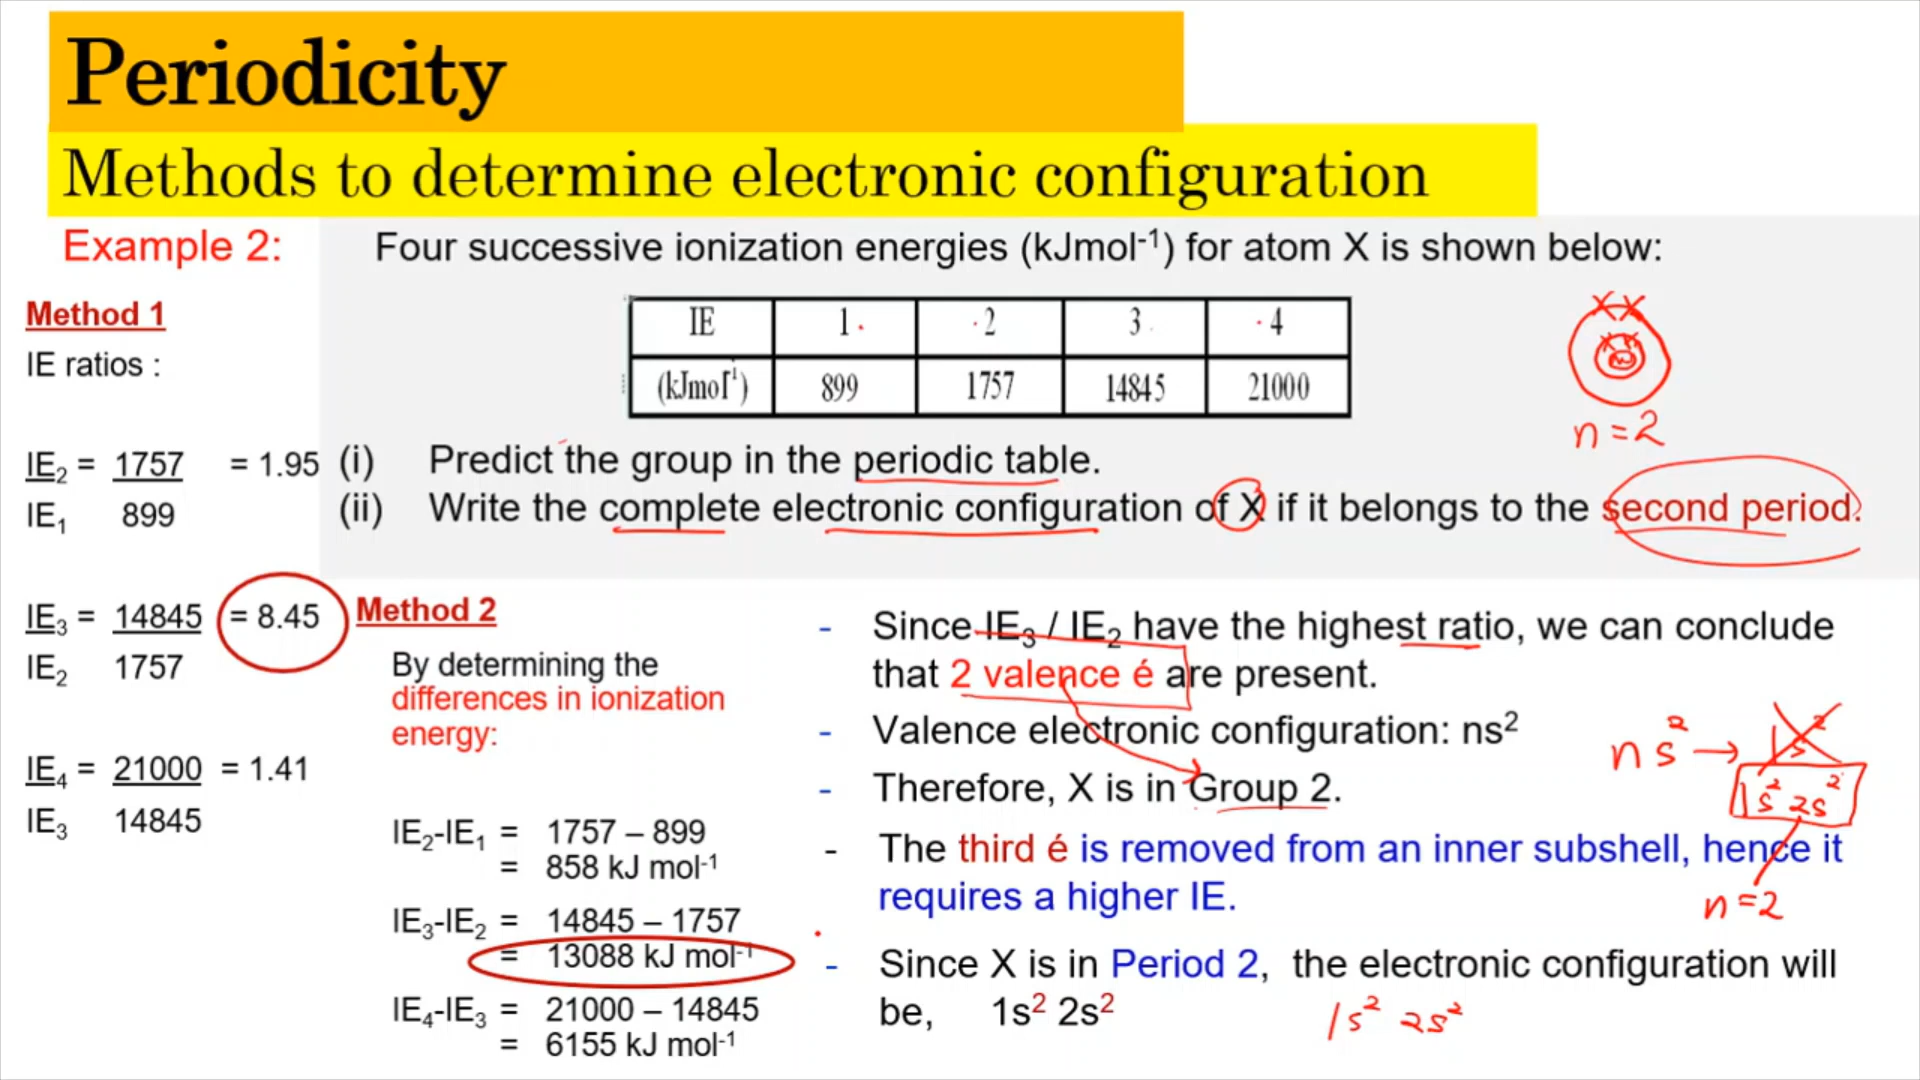 Periodicity
Methods to determine electronic configuration
Example 2:
Four successive ionization energies (kJmol⁻¹) for atom X is shown below:
IE 1 2 3 4
(kJmol⁻¹) 899 1757 14845 21000
n = 2
(i) Predict the group in the periodic table.
(ii) Write the complete electronic configuration of X if it belongs to the second period.
Method 1
IE ratios :
IE₂ = 1757 = 1.95
IE₁ 899
IE₃ = 14845 = 8.45
IE₂ 1757
IE₄ = 21000 = 1.41
IE₃ 14845
Method 2
By determining the
differences in ionization
energy:
IE₂-IE₁ = 1757 – 899
= 858 kJ mol⁻¹
IE₃-IE₂ = 14845 – 1757
= 13088 kJ mol⁻¹
IE₄-IE₃ = 21000 – 14845
= 6155 kJ mol⁻¹
- Since IE₃ / IE₂ have the highest ratio, we can conclude
that 2 valence é are present.
- Valence electronic configuration: ns²
- Therefore, X is in Group 2.
- The third é is removed from an inner subshell, hence it
requires a higher IE.
- Since X is in Period 2, the electronic configuration will
be, 1s² 2s²
1s² 2s²
ns² → 1s²
1s² 2s²
n = 2